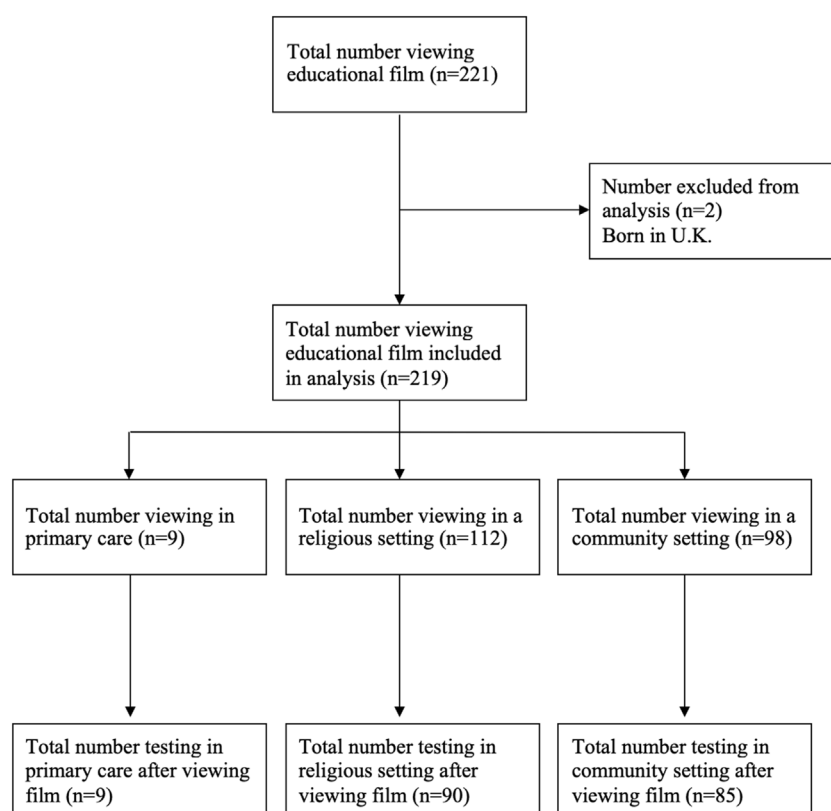 Total number viewing
educational film (n=221)
Number excluded from
analysis (n=2)
Born in U.K.
Total number viewing
educational film included
in analysis (n=219)
Total number viewing in
primary care (n=9)
Total number viewing in a
religious setting (n=112)
Total number viewing in a
community setting (n=98)
Total number testing in
primary care after viewing
film (n=9)
Total number testing in
religious setting after
viewing film (n=90)
Total number testing in
community setting after
viewing film (n=85)